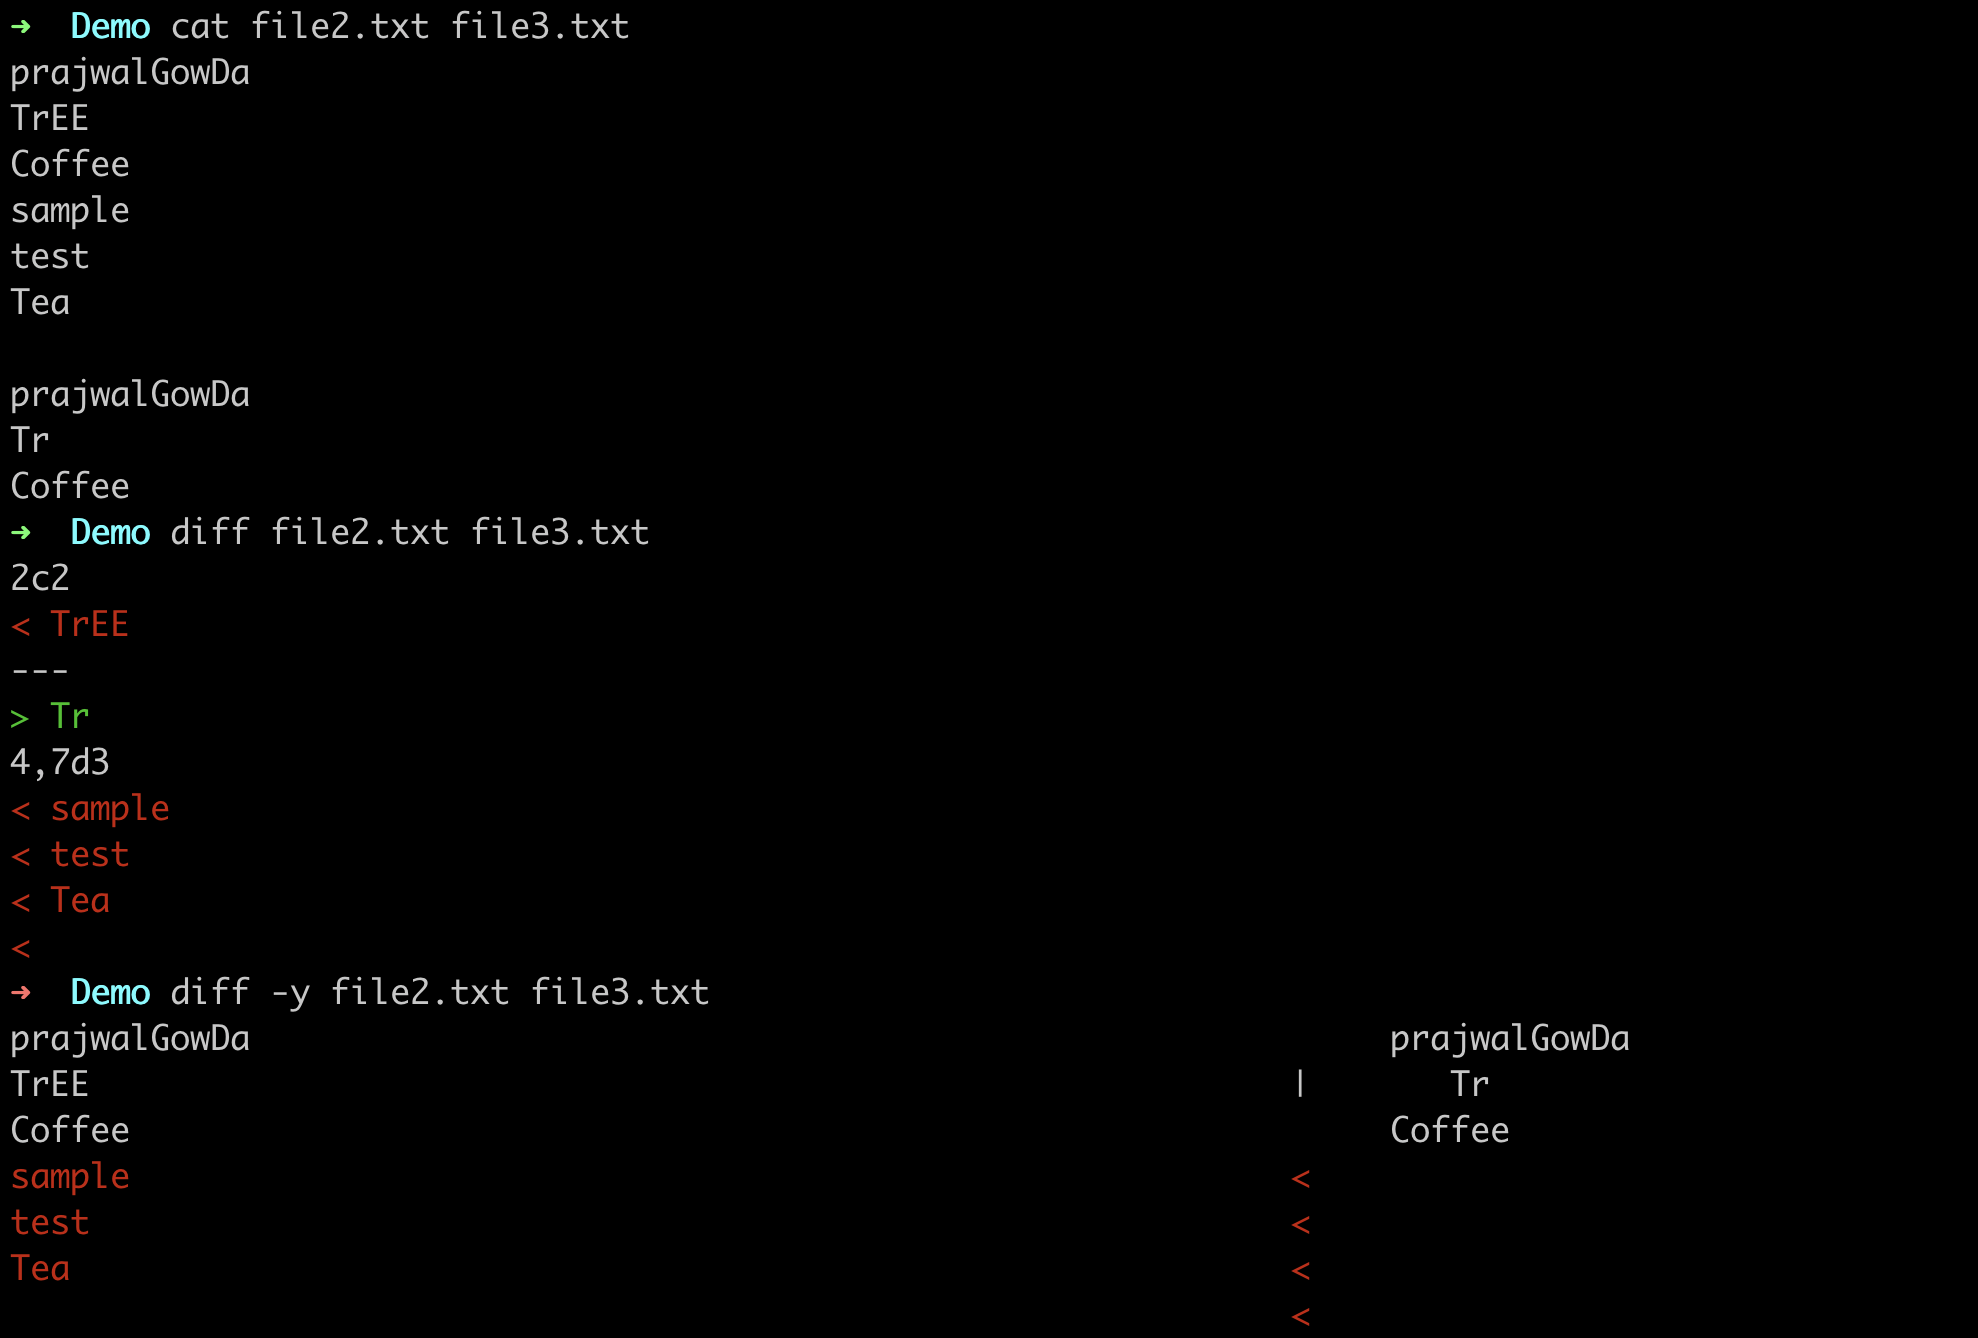 ➜  Demo cat file2.txt file3.txt
prajwalGowDa
TrEE
Coffee
sample
test
Tea

prajwalGowDa
Tr
Coffee
➜  Demo diff file2.txt file3.txt
2c2
< TrEE
---
> Tr
4,7d3
< sample
< test
< Tea
<
➜  Demo diff -y file2.txt file3.txt
prajwalGowDa prajwalGowDa
TrEE | Tr
Coffee Coffee
sample <
test <
Tea <
<